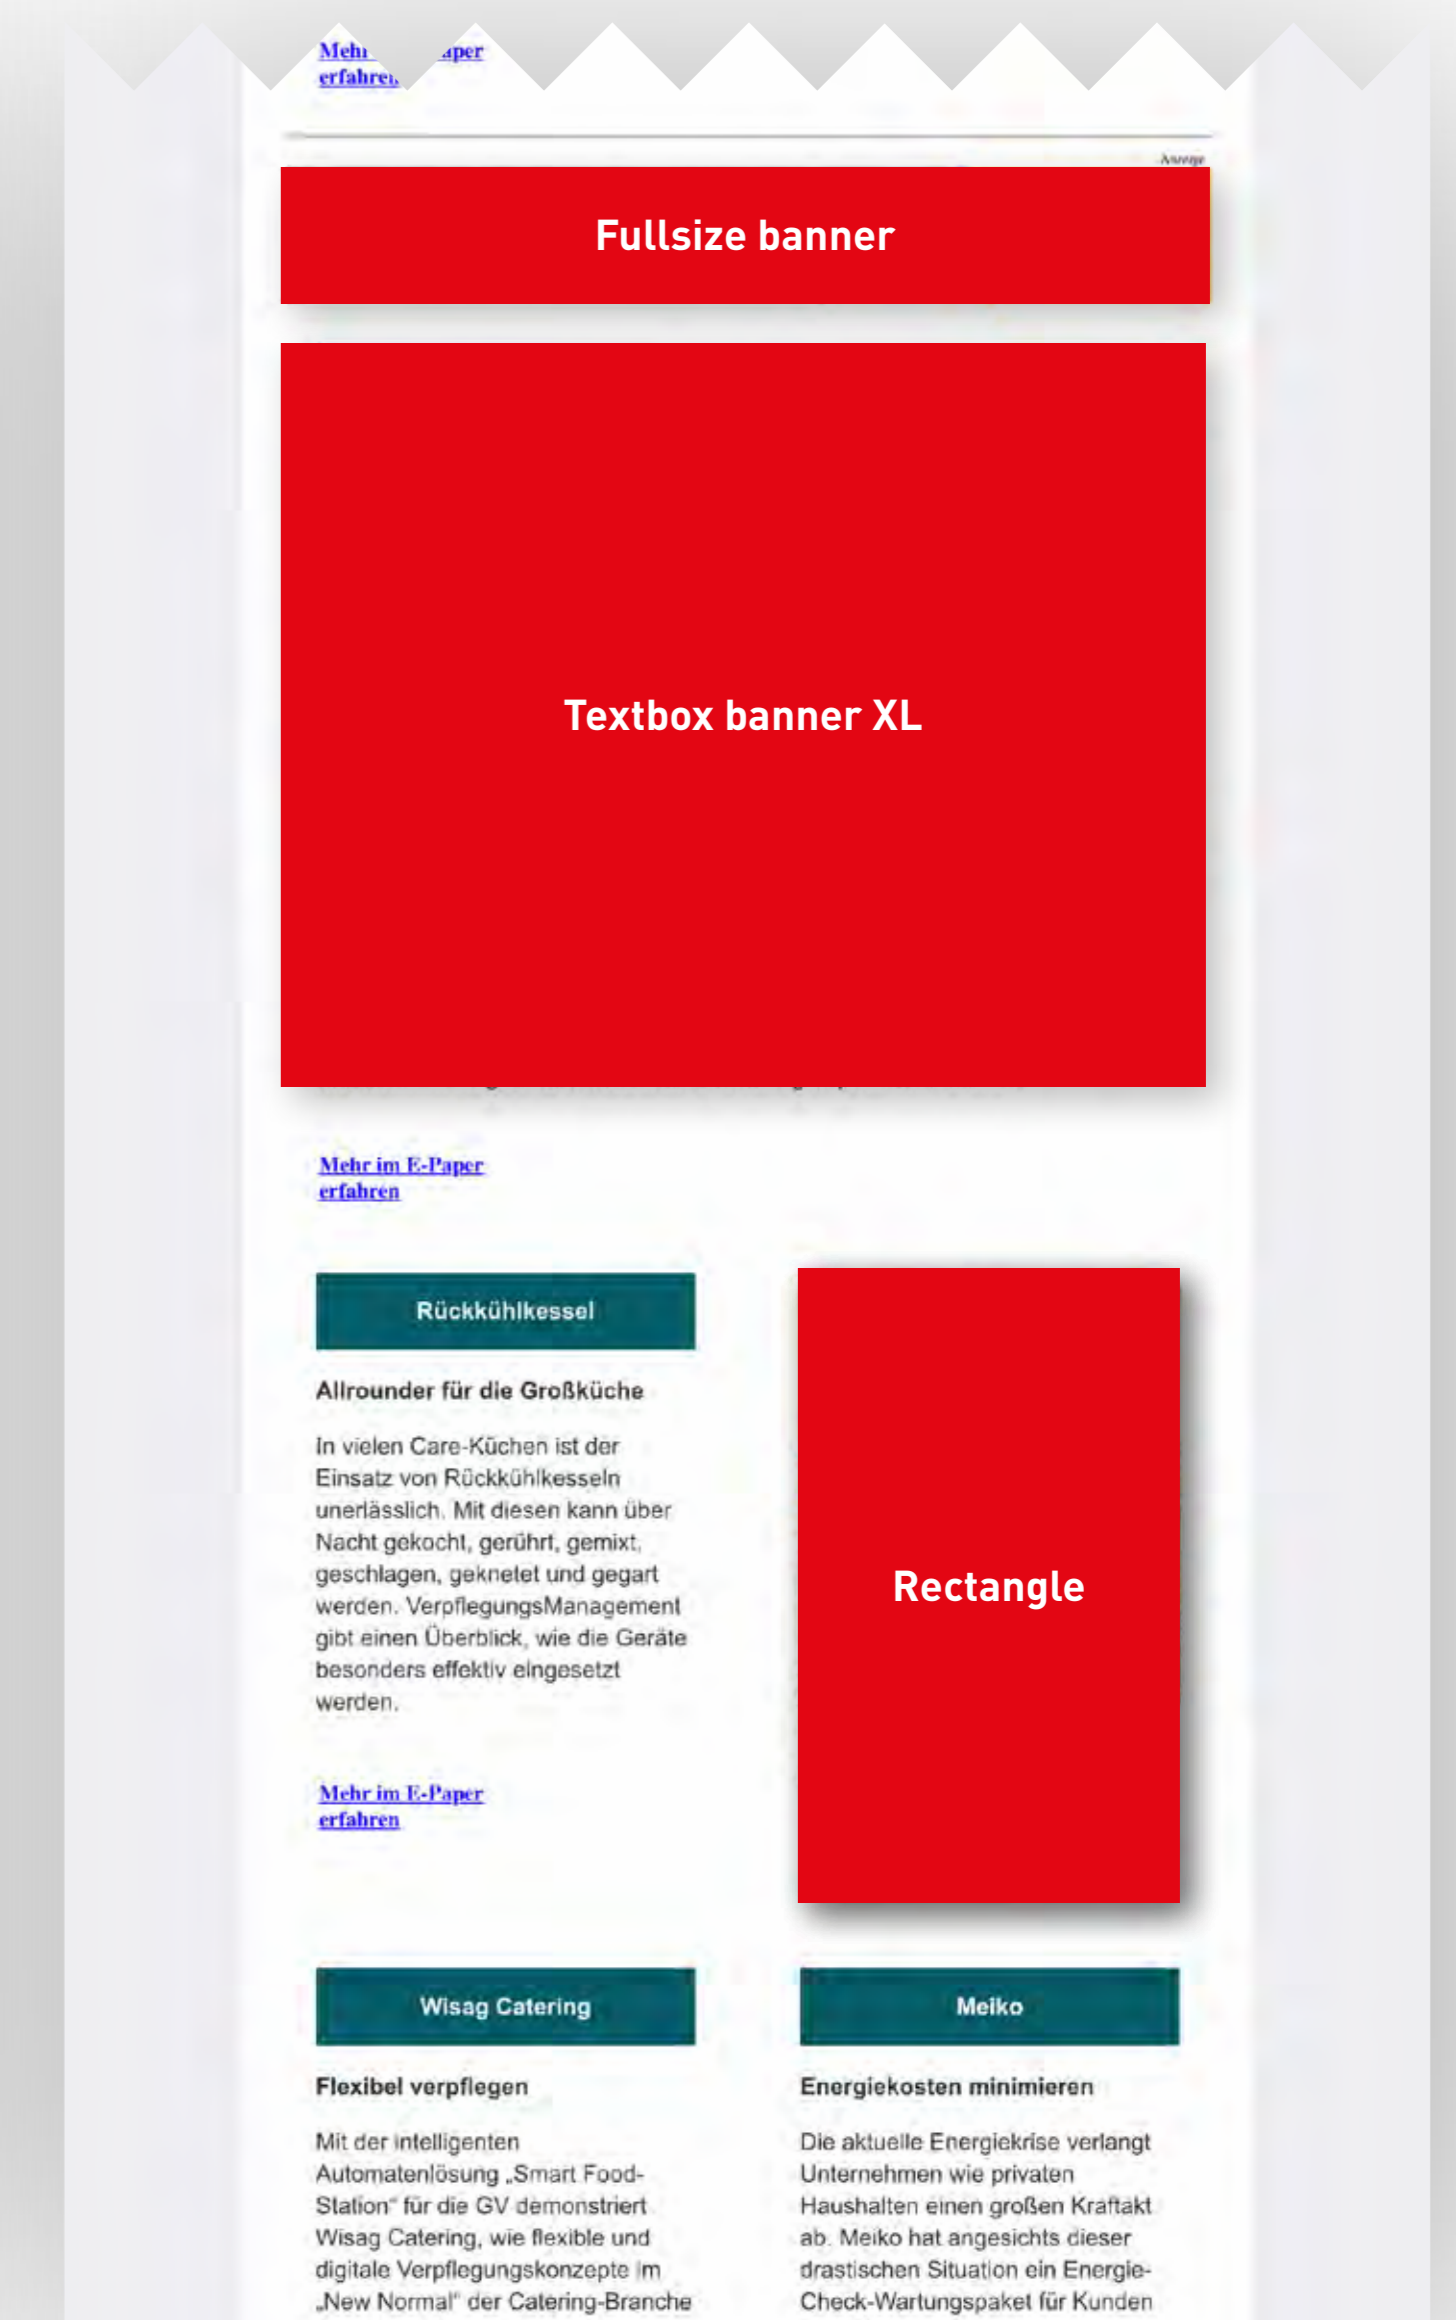 Mehr
erfahren
Anzeige
Fullsize banner
Textbox banner XL
Mehr im E-Paper
erfahren
Rückkühlkessel
Allrounder für die Großküche
In vielen Care-Küchen ist der
Einsatz von Rückkühlkesseln
unerlässlich. Mit diesen kann über
Nacht gekocht, gerührt, gemixt,
geschlagen, geknetet und gegart
werden. VerpflegungsManagement
gibt einen Überblick, wie die Geräte
besonders effektiv eingesetzt
werden.
Mehr im E-Paper
erfahren
Rectangle
Wisag Catering
Flexibel verpflegen
Mit der intelligenten
Automatenlösung „Smart Food-
Station“ für die GV demonstriert
Wisag Catering, wie flexible und
digitale Verpflegungskonzepte im
„New Normal“ der Catering-Branche
Meiko
Energiekosten minimieren
Die aktuelle Energiekrise verlangt
Unternehmen wie privaten
Haushalten einen großen Kraftakt
ab. Meiko hat angesichts dieser
drastischen Situation ein Energie-
Check-Wartungspaket für Kunden